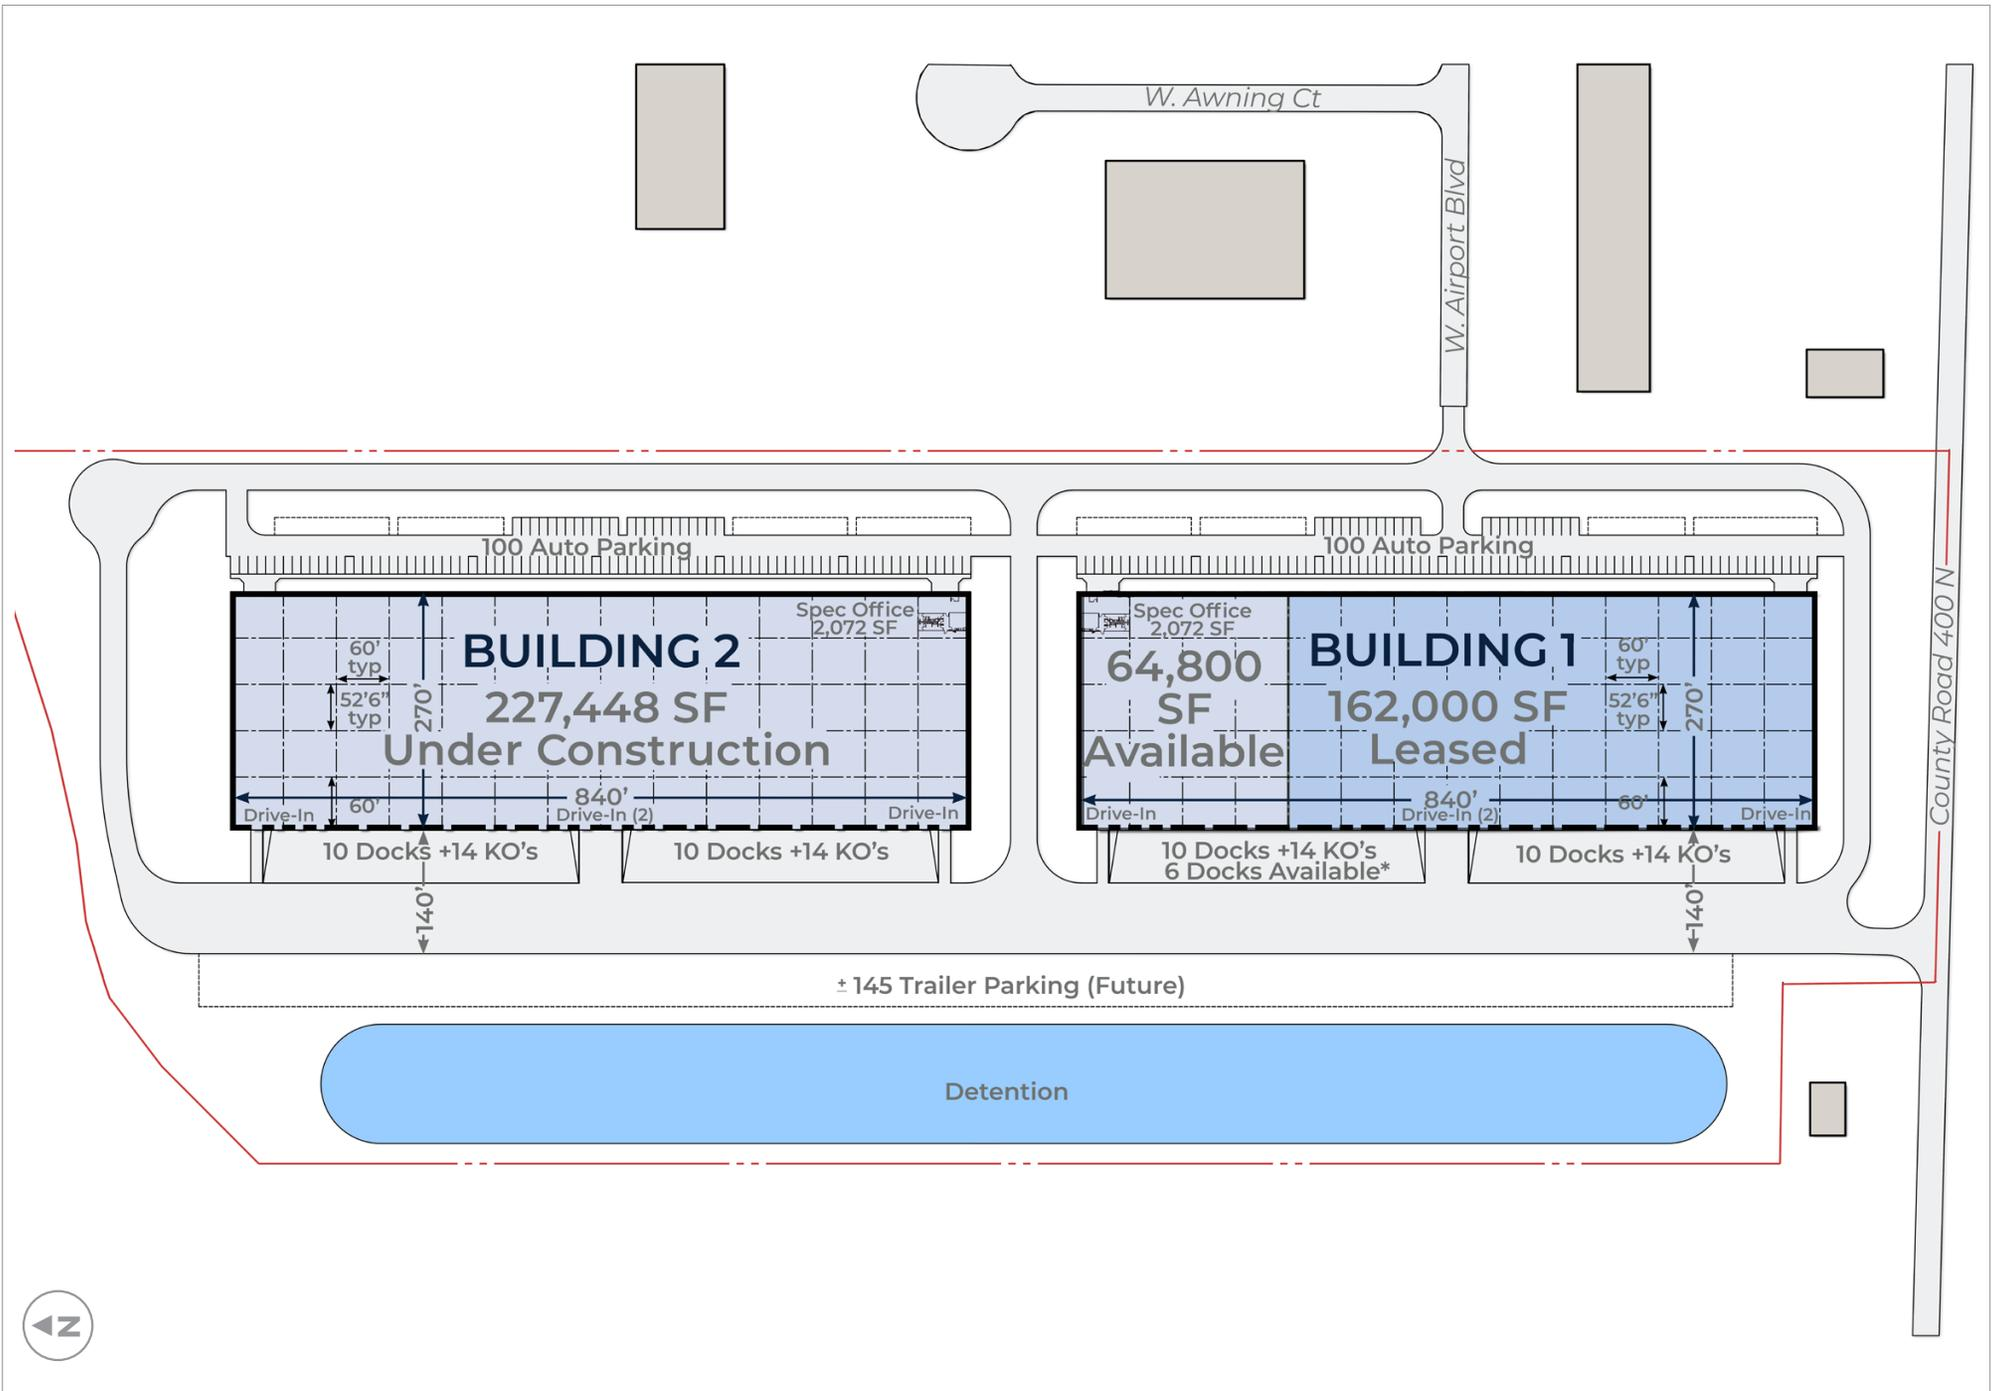 W. Awning Ct
W. Airport Blvd
County Road 400 N
100 Auto Parking
100 Auto Parking
Spec Office
2,072 SF
BUILDING 2
227,448 SF
Under Construction
60'
typ
52'6"
typ
270'
60'
840'
Drive-In
Drive-In (2)
Drive-In
10 Docks +14 KO's
10 Docks +14 KO's
140'
Spec Office
2,072 SF
64,800
SF
Available
BUILDING 1
162,000 SF
Leased
60'
typ
52'6"
typ
270'
60'
840'
Drive-In
Drive-In (2)
Drive-In
10 Docks +14 KO's
6 Docks Available*
10 Docks +14 KO's
140'
± 145 Trailer Parking (Future)
Detention
N